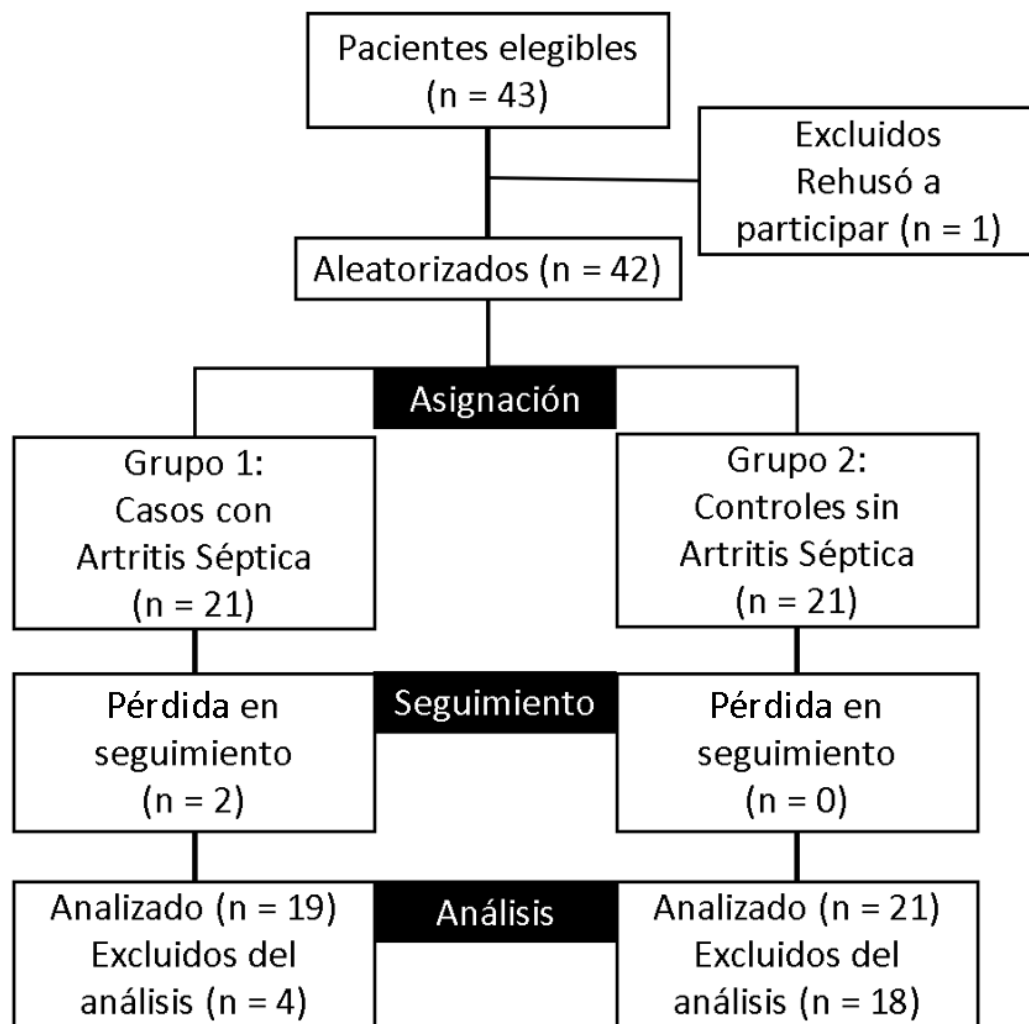 Pacientes elegibles
(n = 43)
Excluidos
Rehusó a
participar (n = 1)
Aleatorizados (n = 42)
Asignación
Grupo 1:
Casos con
Artritis Séptica
(n = 21)
Grupo 2:
Controles sin
Artritis Séptica
(n = 21)
Seguimiento
Pérdida en
seguimiento
(n = 2)
Pérdida en
seguimiento
(n = 0)
Análisis
Analizado (n = 19)
Excluidos del
análisis (n = 4)
Analizado (n = 21)
Excluidos del
análisis (n = 18)